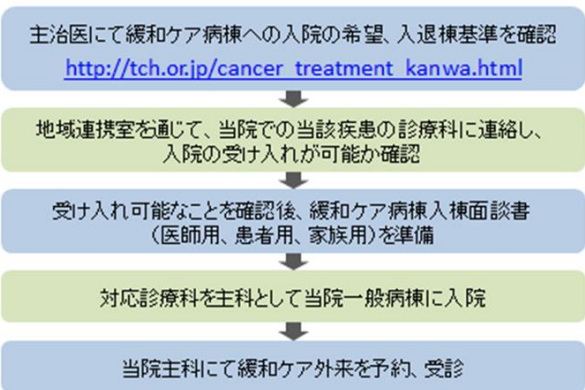 主治医にて緩和ケア病棟への入院の希望、入退棟基準を確認
http://tch.or.jp/cancer_treatment_kanwa.html
地域連携室を通じて、当院での当該疾患の診療科に連絡し、
入院の受け入れが可能か確認
受け入れ可能なことを確認後、緩和ケア病棟入棟面談書
（医師用、患者用、家族用）を準備
対応診療科を主科として当院一般病棟に入院
当院主科にて緩和ケア外来を予約、受診